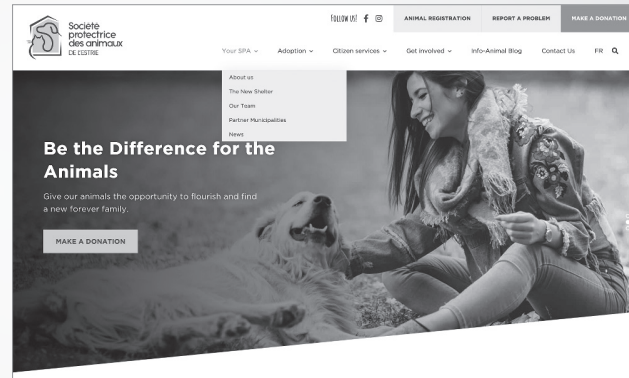 Société
protectrice
des animaux
DE L'ESTRIE
FOLLOW US!
ANIMAL REGISTRATION
REPORT A PROBLEM
MAKE A DONATION
Your SPA
Adoption
Citizen services
Get involved
Info-Animal Blog
Contact Us
FR
About us
The New Shelter
Our Team
Partner Municipalities
News
Be the Difference for the
Animals
Give our animals the opportunity to flourish and find
a new forever family.
MAKE A DONATION